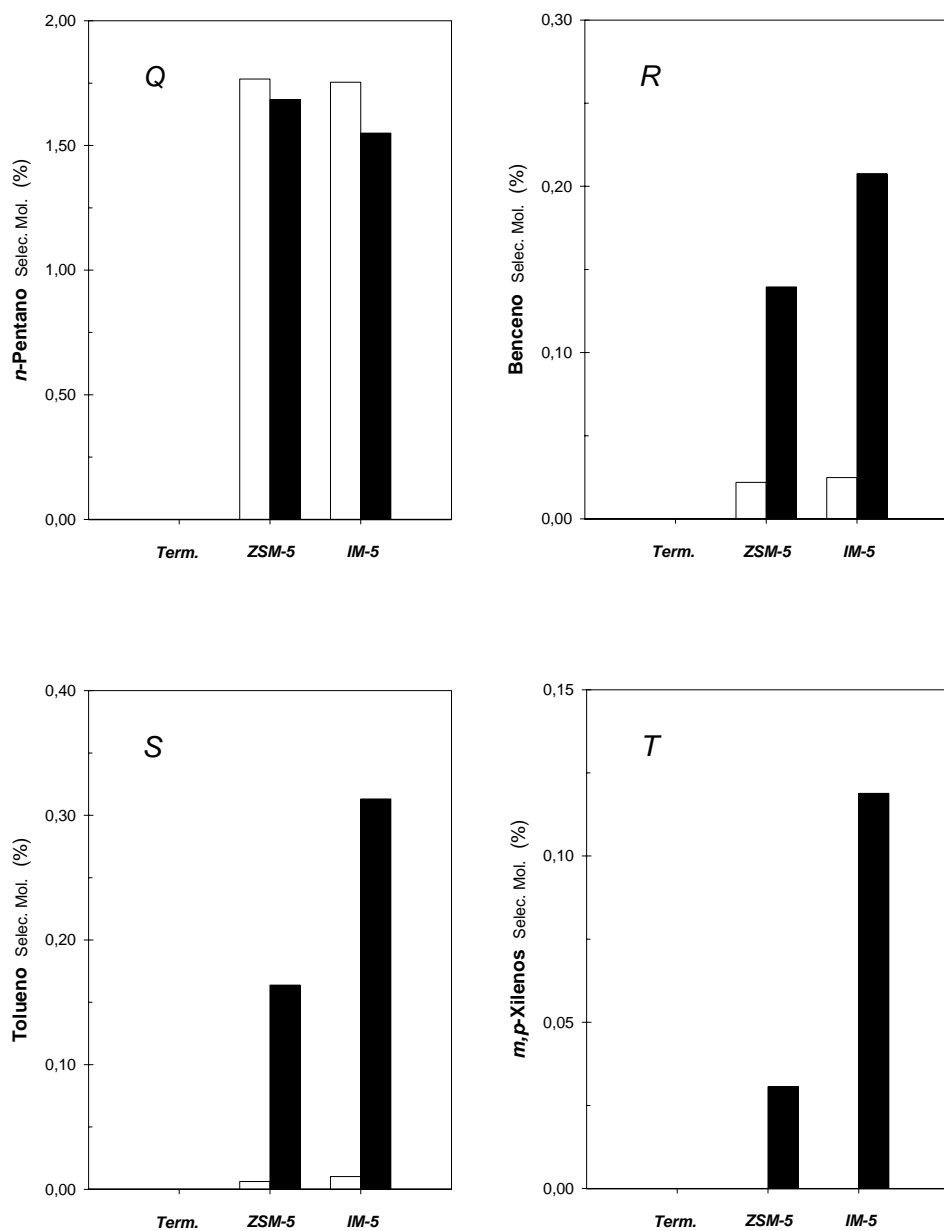 Q
n-Pentano Selec. Mol. (%)
2,00
1,50
1,00
0,50
0,00
Term. ZSM-5 IM-5
R
Benceno Selec. Mol. (%)
0,30
0,20
0,10
0,00
Term. ZSM-5 IM-5
S
Tolueno Selec. Mol. (%)
0,40
0,30
0,20
0,10
0,00
Term. ZSM-5 IM-5
T
m,p-Xilenos Selec. Mol. (%)
0,15
0,10
0,05
0,00
Term. ZSM-5 IM-5